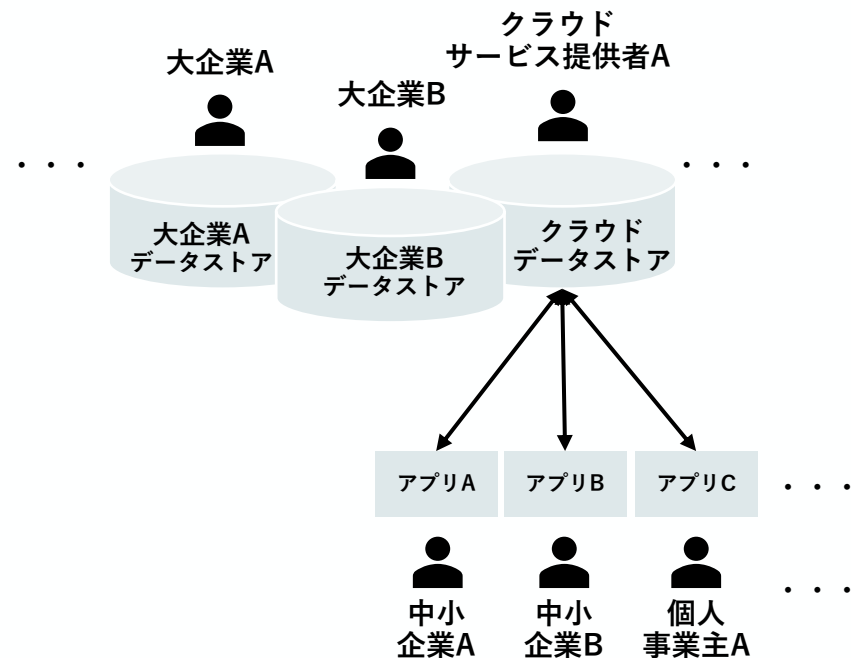 クラウド
サービス提供者A
大企業A
大企業B
・・・
・・・
大企業A
データストア
大企業B
データストア
クラウド
データストア
アプリA
アプリB
アプリC
・・・
・・・
中小
企業A
中小
企業B
個人
事業主A